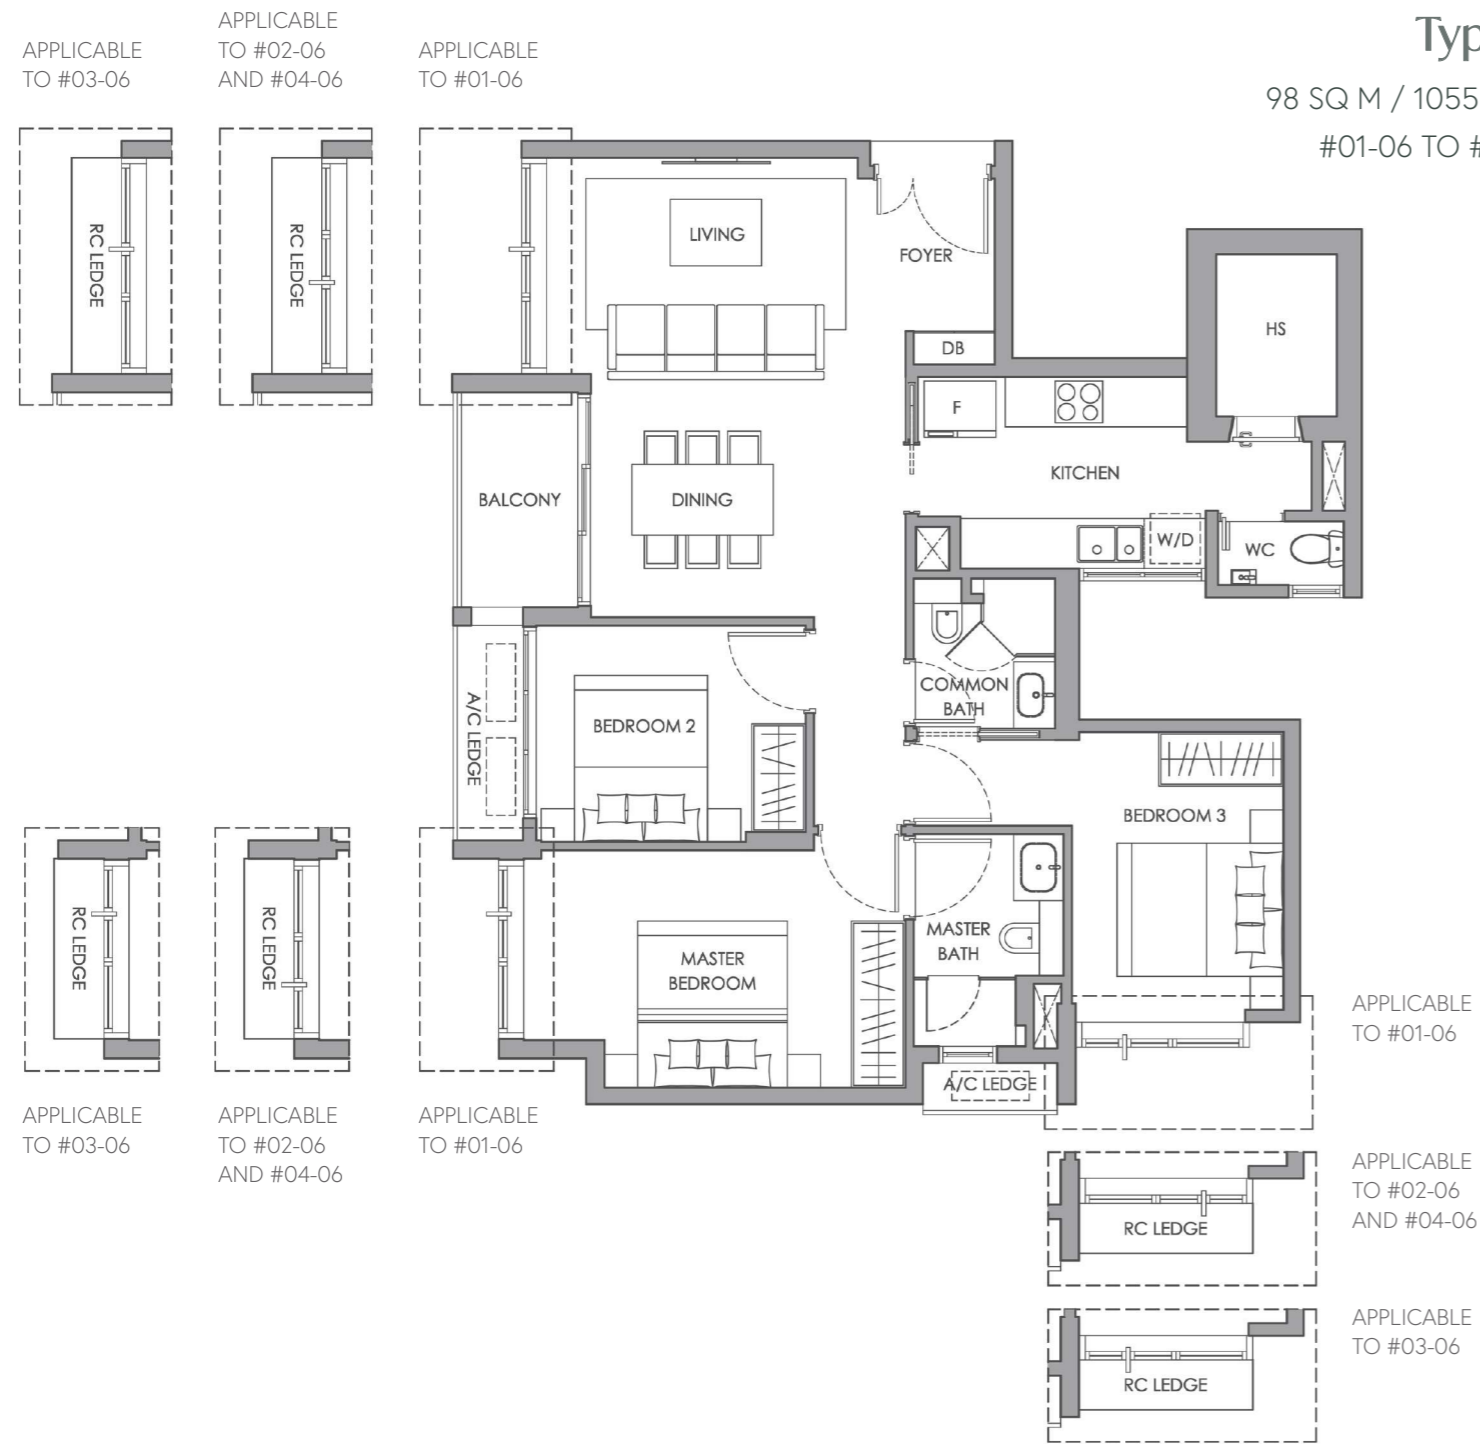 APPLICABLE
TO #03-06
APPLICABLE
TO #02-06
AND #04-06
APPLICABLE
TO #01-06
98 SQ M / 1055
#01-06 TO #
RC LEDGE
RC LEDGE
LIVING
FOYER
DB
HS
F
KITCHEN
BALCONY
DINING
W/D
WC
COMMON
BATH
A/C LEDGE
BEDROOM 2
BEDROOM 3
RC LEDGE
RC LEDGE
MASTER
BEDROOM
MASTER
BATH
A/C LEDGE
APPLICABLE
TO #01-06
APPLICABLE
TO #03-06
APPLICABLE
TO #02-06
AND #04-06
APPLICABLE
TO #01-06
RC LEDGE
APPLICABLE
TO #02-06
AND #04-06
RC LEDGE
APPLICABLE
TO #03-06